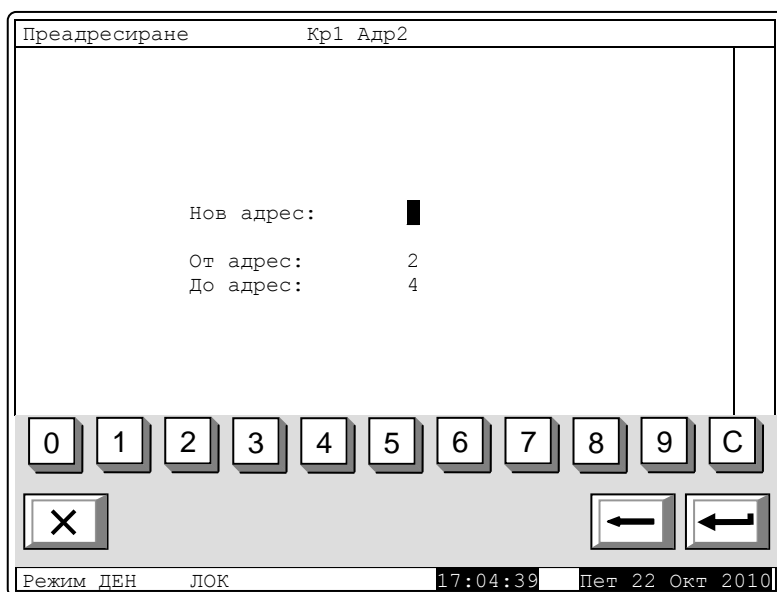 Преадресиране Кр1 Адр2
Нов адрес:
От адрес: 2
До адрес: 4
0 1 2 3 4 5 6 7 8 9 C
Режим ДЕН ЛОК 17:04:39 Пет 22 Окт 2010